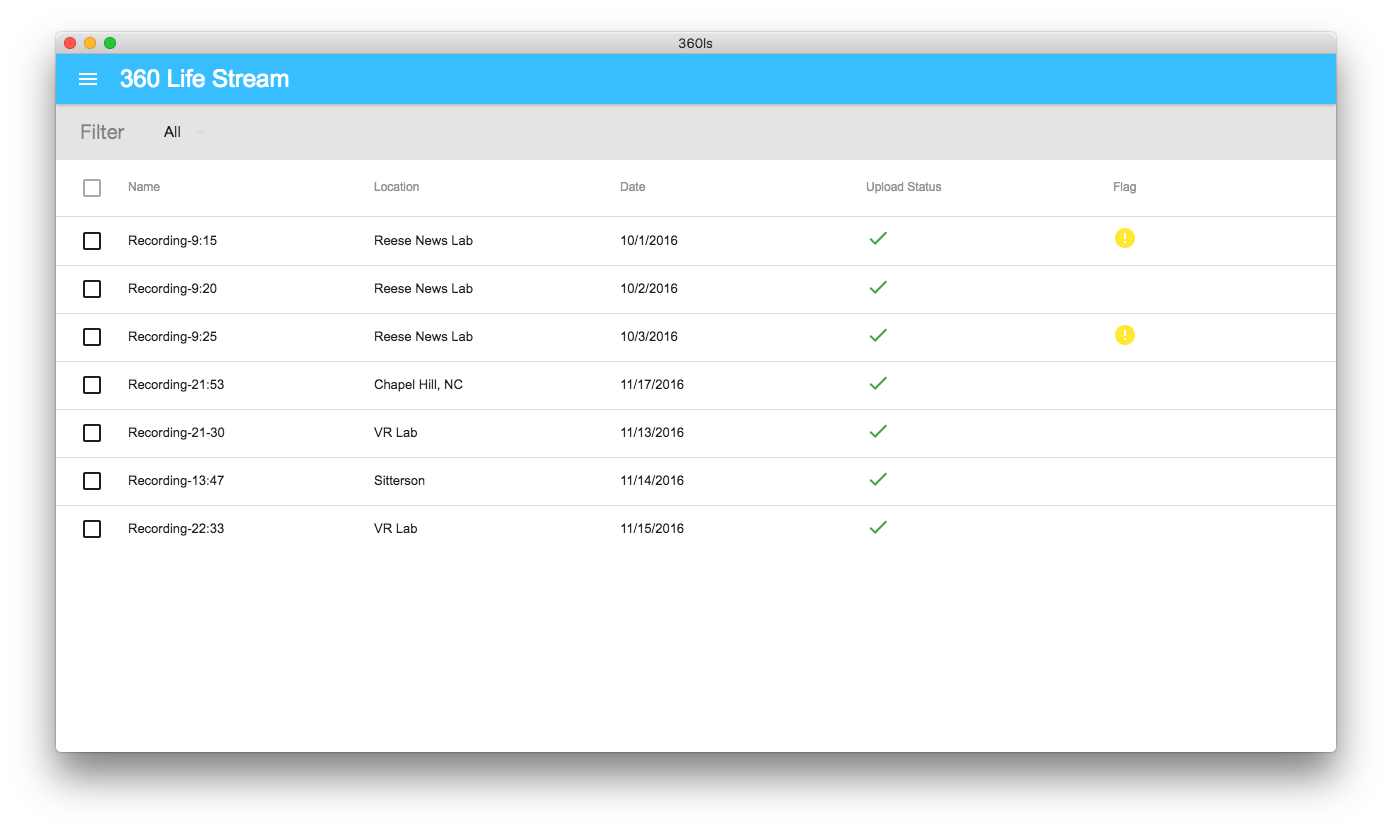 360ls
360 Life Stream
Filter All
Name Location Date Upload Status Flag
Recording-9:15 Reese News Lab 10/1/2016 !
Recording-9:20 Reese News Lab 10/2/2016
Recording-9:25 Reese News Lab 10/3/2016 !
Recording-21:53 Chapel Hill, NC 11/17/2016
Recording-21-30 VR Lab 11/13/2016
Recording-13:47 Sitterson 11/14/2016
Recording-22:33 VR Lab 11/15/2016